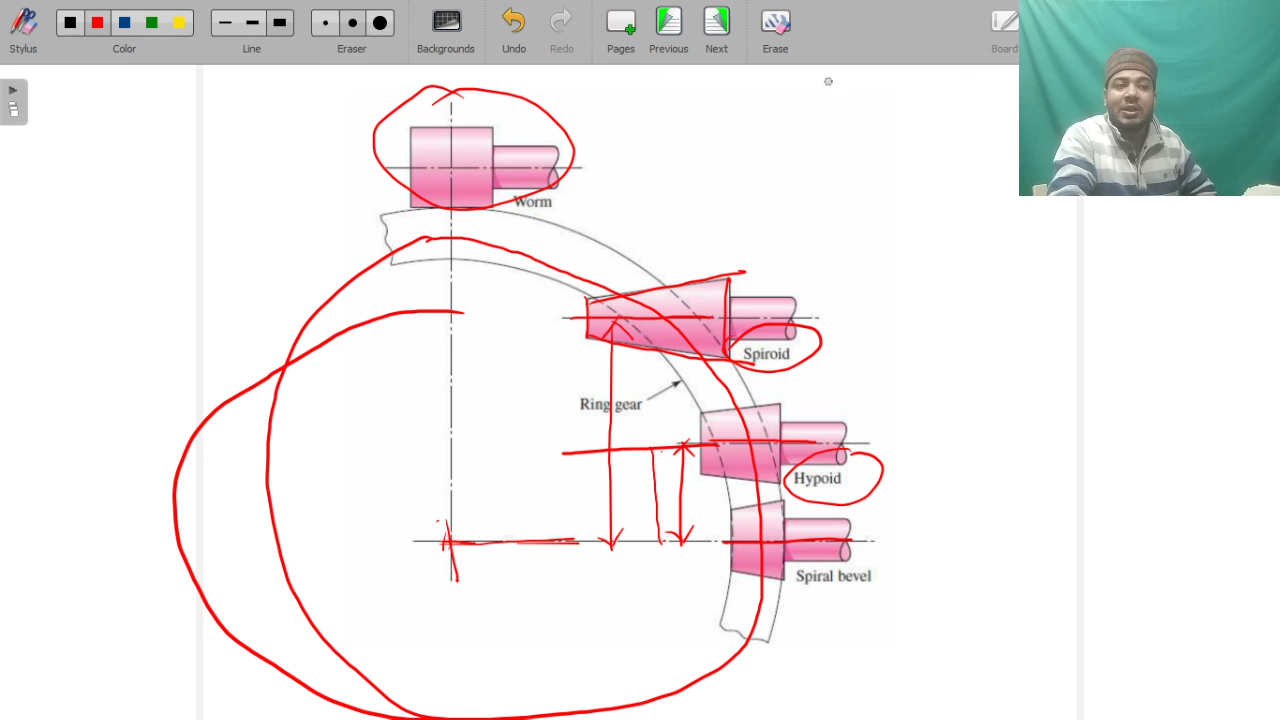 Stylus
Color
Line
Eraser
Backgrounds
Undo
Redo
Pages
Previous
Next
Erase
Board
Worm
Spiroid
Ring gear
Hypoid
Spiral bevel